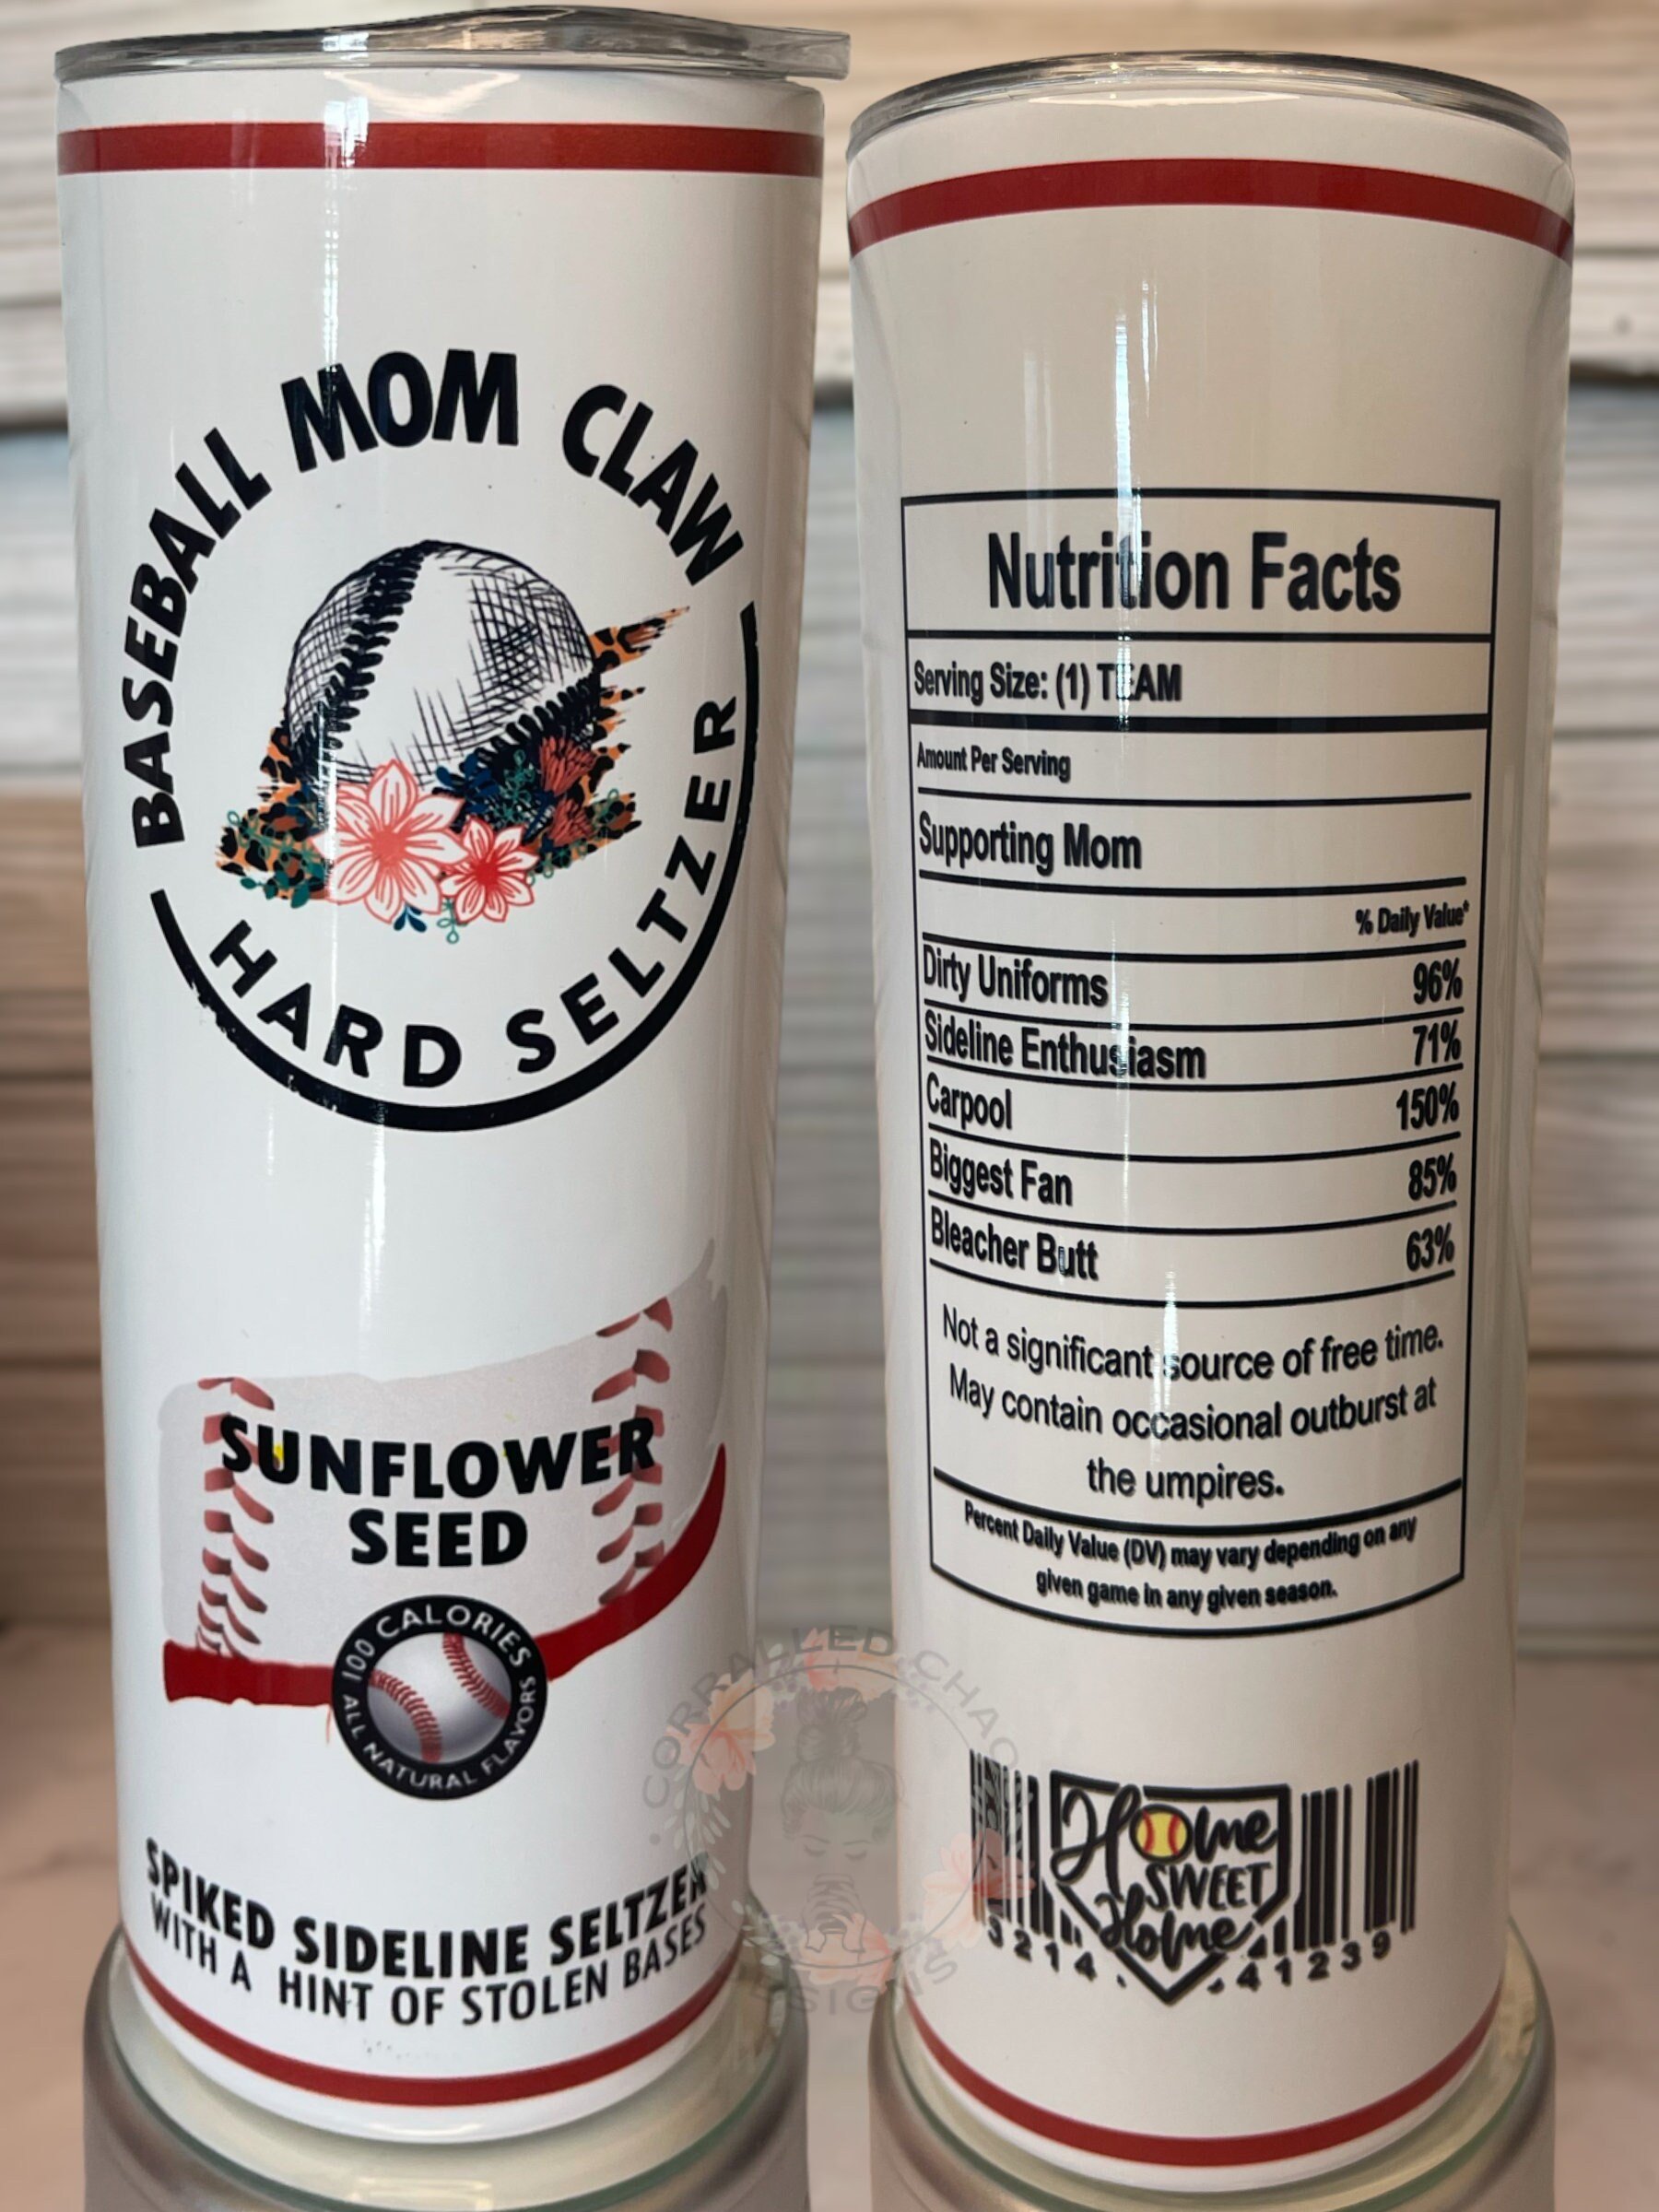 BASEBALL MOM CLAW
HARD SELTZER
SUNFLOWER
SEED
100 CALORIES
ALL NATURAL FLAVORS
SPIKED SIDELINE SELTZER
WITH A HINT OF STOLEN BASES
Nutrition Facts
Serving Size: (1) TEAM
Amount Per Serving
Supporting Mom
% Daily Value*
Dirty Uniforms 96%
Sideline Enthusiasm 71%
Carpool 150%
Biggest Fan 85%
Bleacher Butt 63%
Not a significant source of free time.
May contain occasional outburst at
the umpires.
Percent Daily Value (DV) may vary depending on any
given game in any given season.
Home
SWEET
Home
3214 41239
CORRALLED CHAOS
DESIGNS